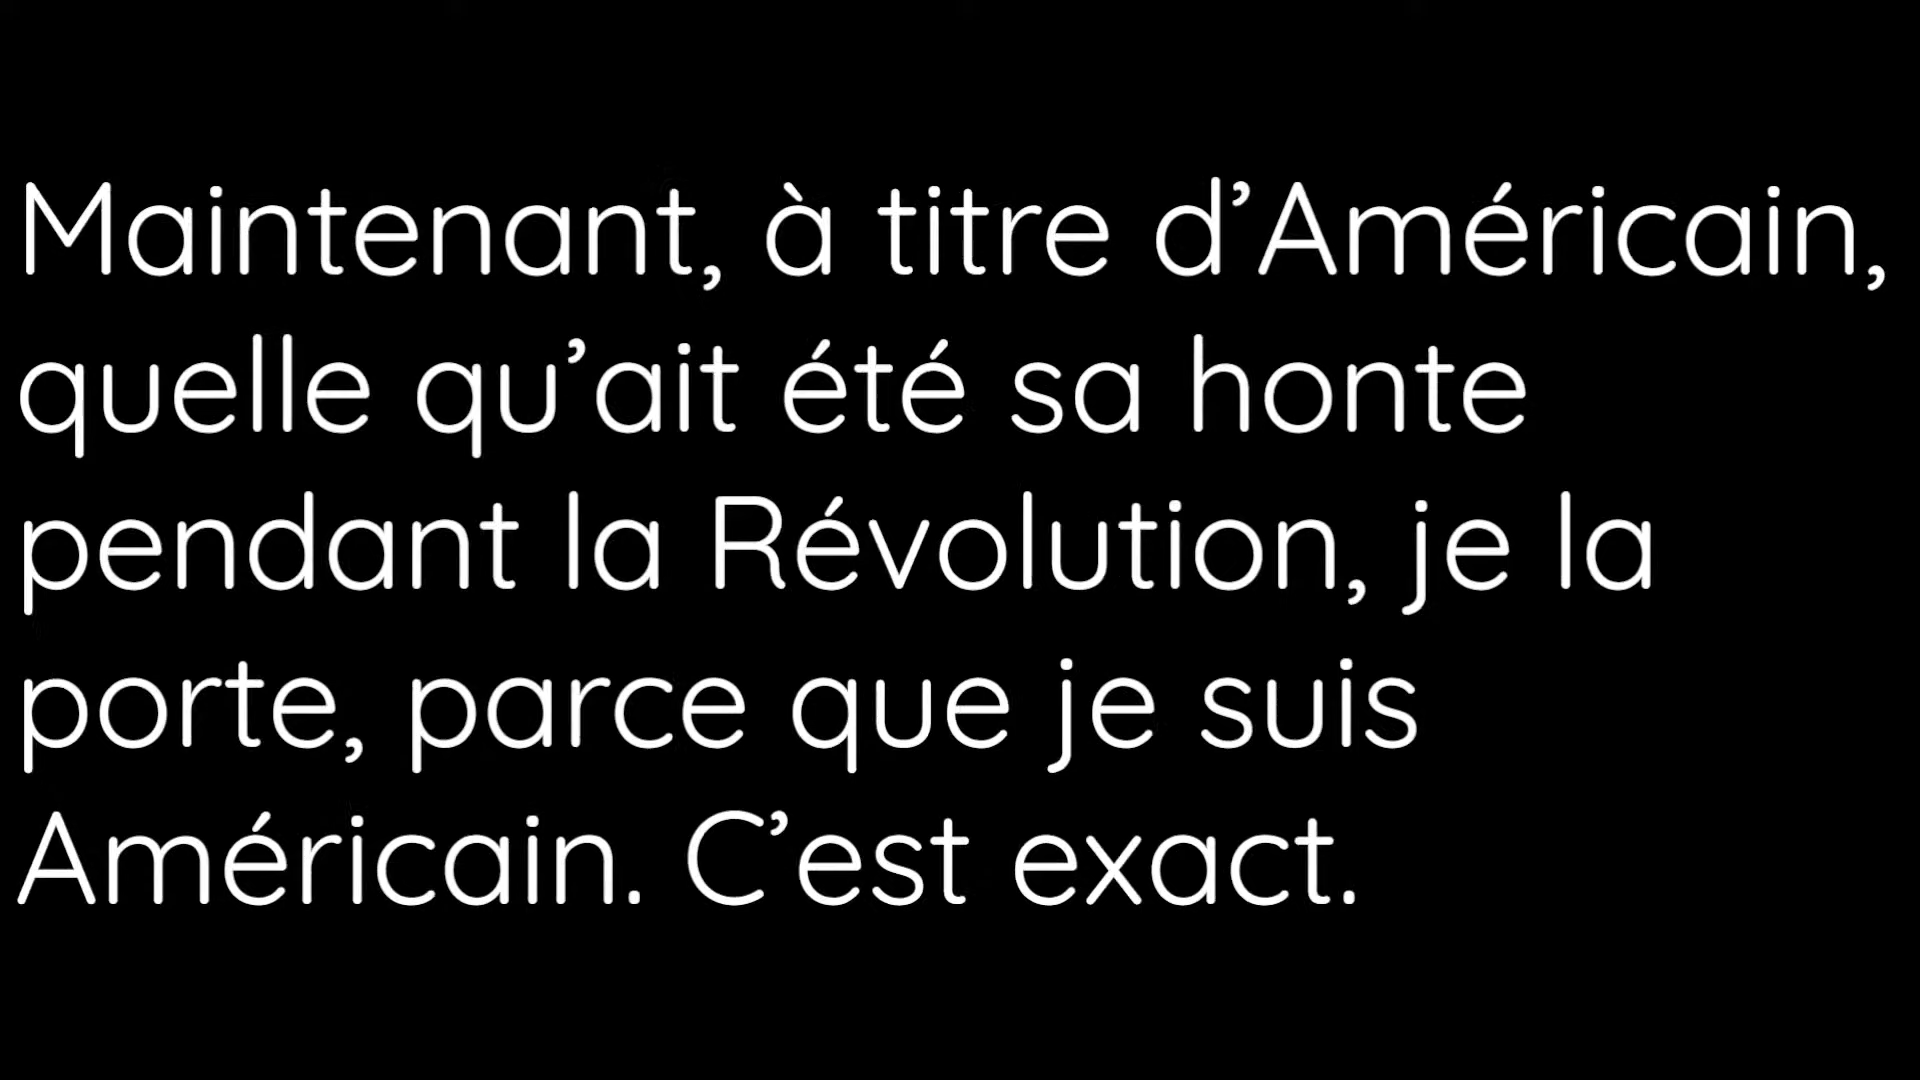 Maintenant, à titre d’Américain,
quelle qu’ait été sa honte
pendant la Révolution, je la
porte, parce que je suis
Américain. C’est exact.